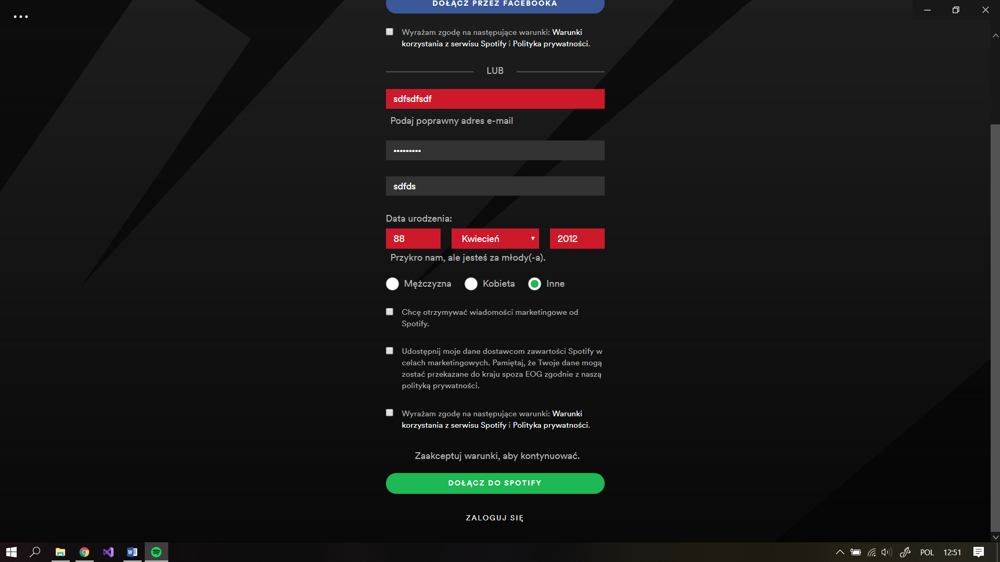 DOŁĄCZ PRZEZ FACEBOOKA
Wyrażam zgodę na następujące warunki: Warunki
korzystania z serwisu Spotify i Polityka prywatności.
LUB
sdfsdfsdf
Podaj poprawny adres e-mail
•••••••••
sdfds
Data urodzenia:
88 Kwiecień 2012
Przykro nam, ale jesteś za młody(-a).
Mężczyzna Kobieta Inne
Chcę otrzymywać wiadomości marketingowe od
Spotify.
Udostępnij moje dane dostawcom zawartości Spotify w
celach marketingowych. Pamiętaj, że Twoje dane mogą
zostać przekazane do kraju spoza EOG zgodnie z naszą
polityką prywatności.
Wyrażam zgodę na następujące warunki: Warunki
korzystania z serwisu Spotify i Polityka prywatności.
Zaakceptuj warunki, aby kontynuować.
DOŁĄCZ DO SPOTIFY
ZALOGUJ SIĘ
POL 12:51